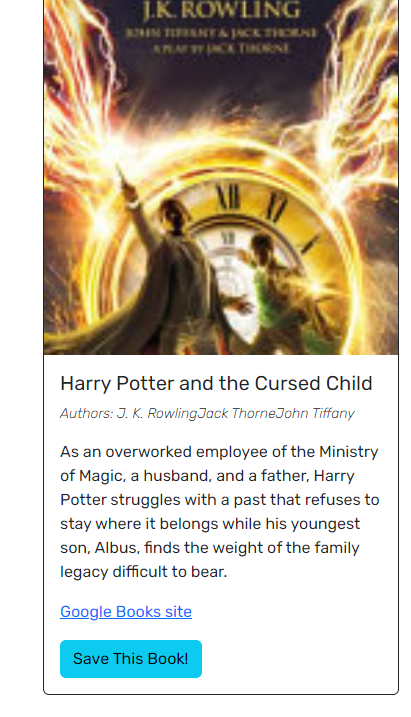 J.K. ROWLING
JOHN TIFFANY & JACK THORNE
A PLAY BY JACK THORNE
XII
XI
XII
Harry Potter and the Cursed Child
Authors: J. K. RowlingJack ThorneJohn Tiffany
As an overworked employee of the Ministry
of Magic, a husband, and a father, Harry
Potter struggles with a past that refuses to
stay where it belongs while his youngest
son, Albus, finds the weight of the family
legacy difficult to bear.
Google Books site
Save This Book!